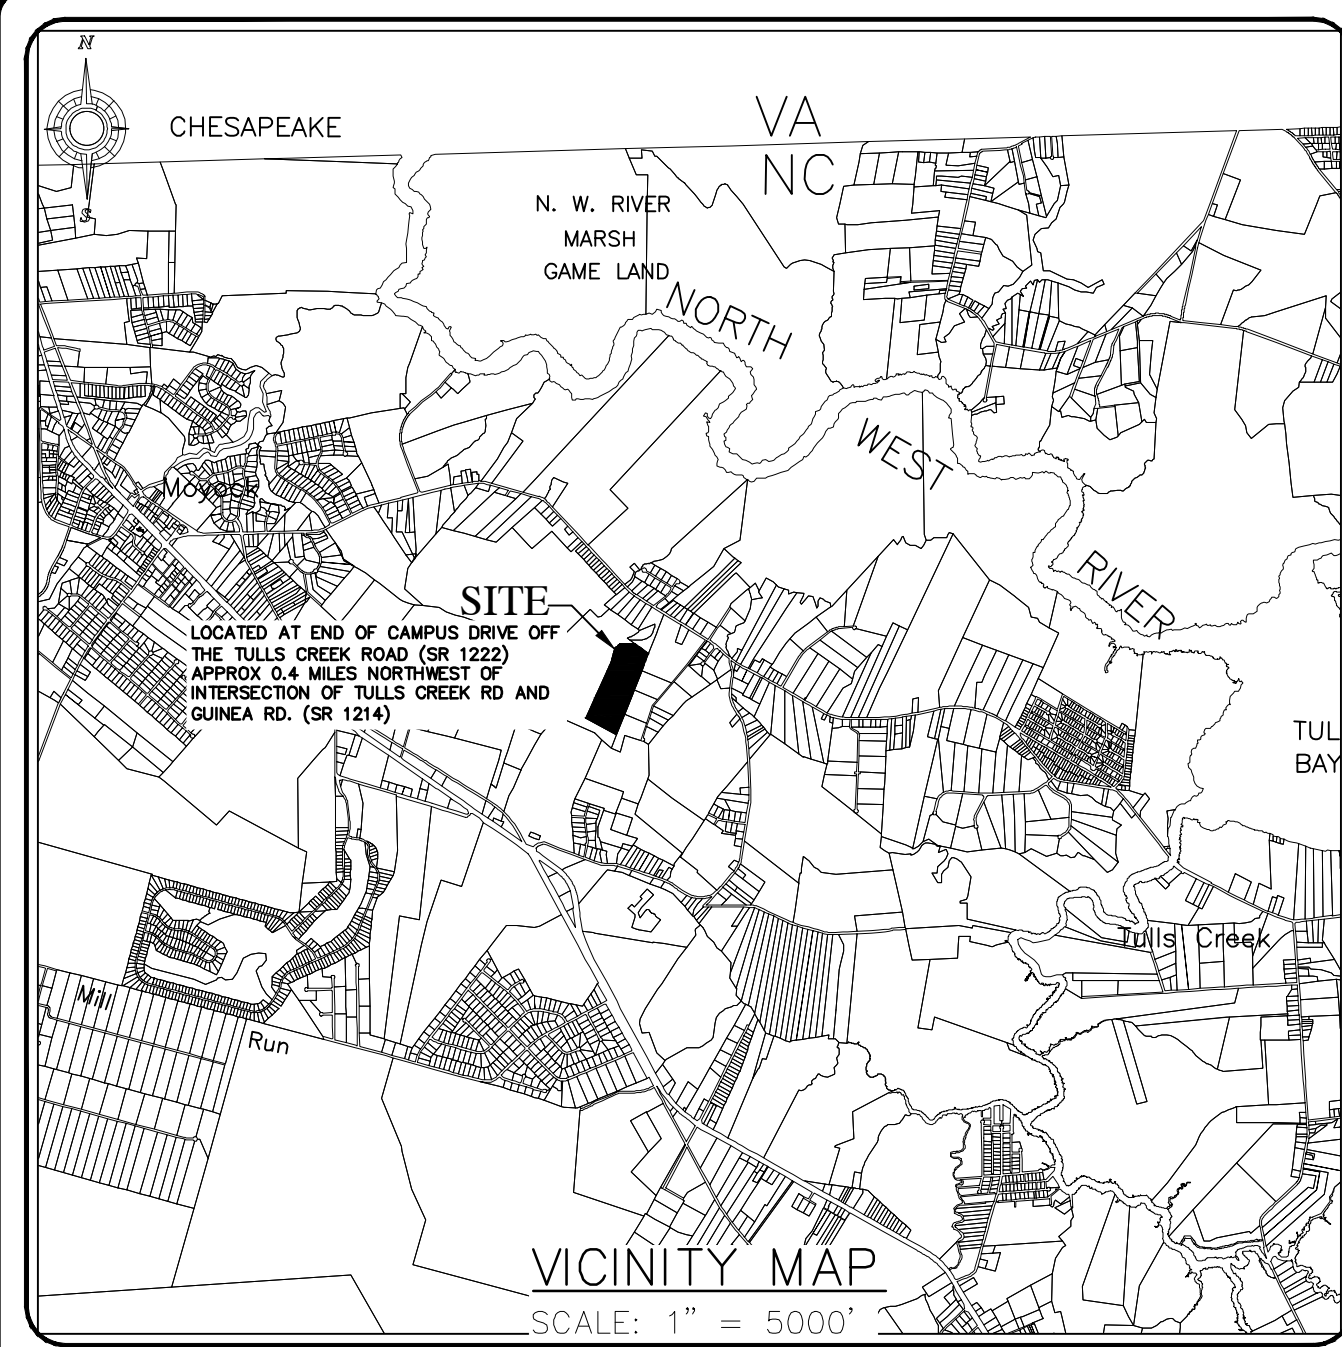 N
CHESAPEAKE
VA
NC
S
N. W. RIVER
MARSH
GAME LAND
NORTH
WEST
RIVER
Moyock
SITE
LOCATED AT END OF CAMPUS DRIVE OFF
THE TULLS CREEK ROAD (SR 1222)
APPROX 0.4 MILES NORTHWEST OF
INTERSECTION OF TULLS CREEK RD AND
GUINEA RD. (SR 1214)
TUL
BAY
Tulls Creek
Mill
Run
VICINITY MAP
SCALE: 1" = 5000'